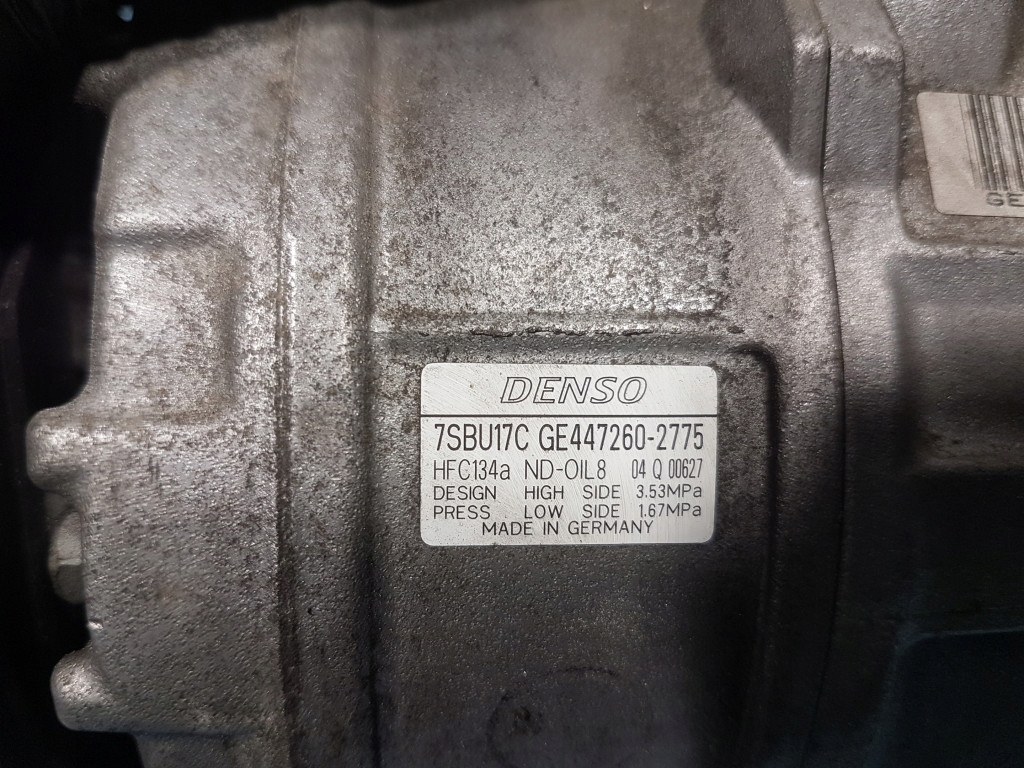 GE
DENSO
7SBU17C GE447260-2775
HFC134a ND-OIL8 04 Q 00627
DESIGN HIGH SIDE 3.53MPa
PRESS LOW SIDE 1.67MPa
MADE IN GERMANY